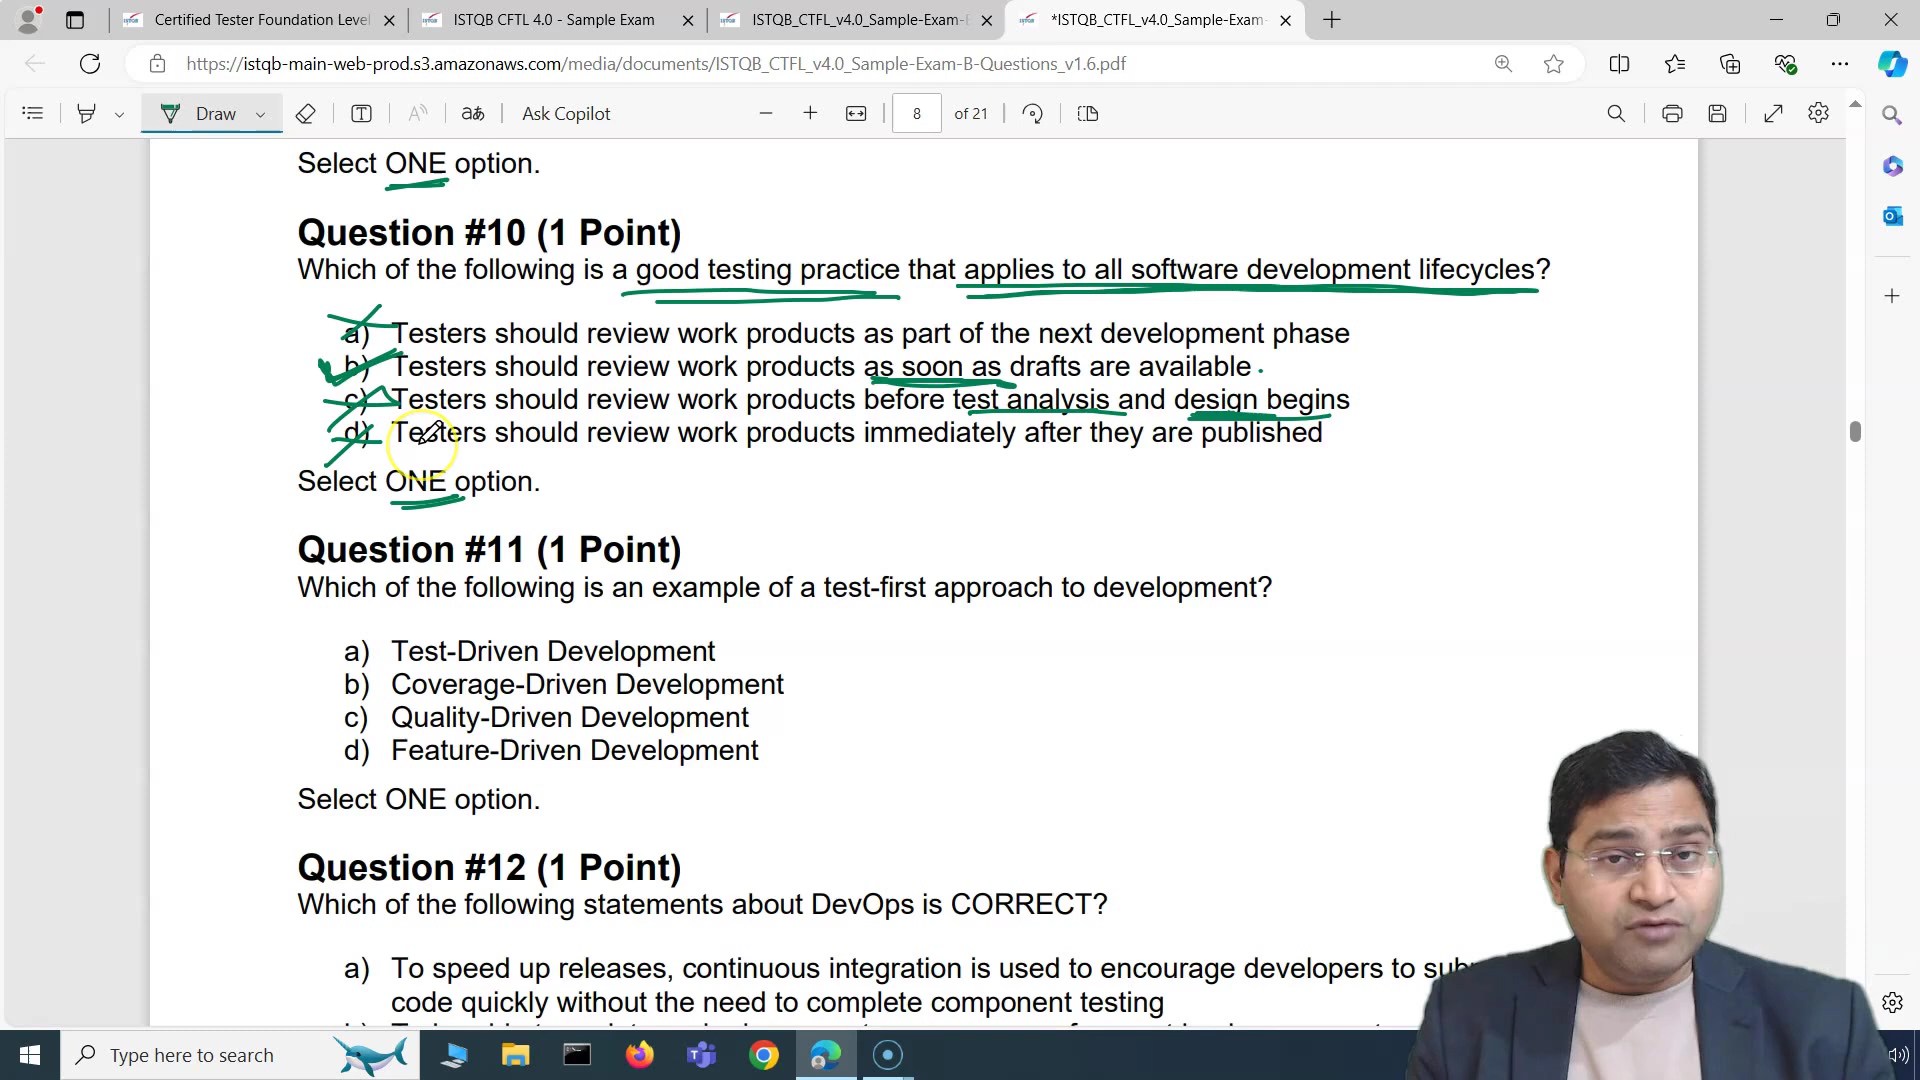 Certified Tester Foundation Level
ISTQB CFTL 4.0 - Sample Exam
ISTQB_CTFL_v4.0_Sample-Exam-
*ISTQB_CTFL_v4.0_Sample-Exam-
https://istqb-main-web-prod.s3.amazonaws.com/media/documents/ISTQB_CTFL_v4.0_Sample-Exam-B-Questions_v1.6.pdf
Draw
aあ
Ask Copilot
8 of 21
Select ONE option.
Question #10 (1 Point)
Which of the following is a good testing practice that applies to all software development lifecycles?
a) Testers should review work products as part of the next development phase
b) Testers should review work products as soon as drafts are available
c) Testers should review work products before test analysis and design begins
d) Testers should review work products immediately after they are published
Select ONE option.
Question #11 (1 Point)
Which of the following is an example of a test-first approach to development?
a) Test-Driven Development
b) Coverage-Driven Development
c) Quality-Driven Development
d) Feature-Driven Development
Select ONE option.
Question #12 (1 Point)
Which of the following statements about DevOps is CORRECT?
a) To speed up releases, continuous integration is used to encourage developers to
code quickly without the need to complete component testing
Type here to search